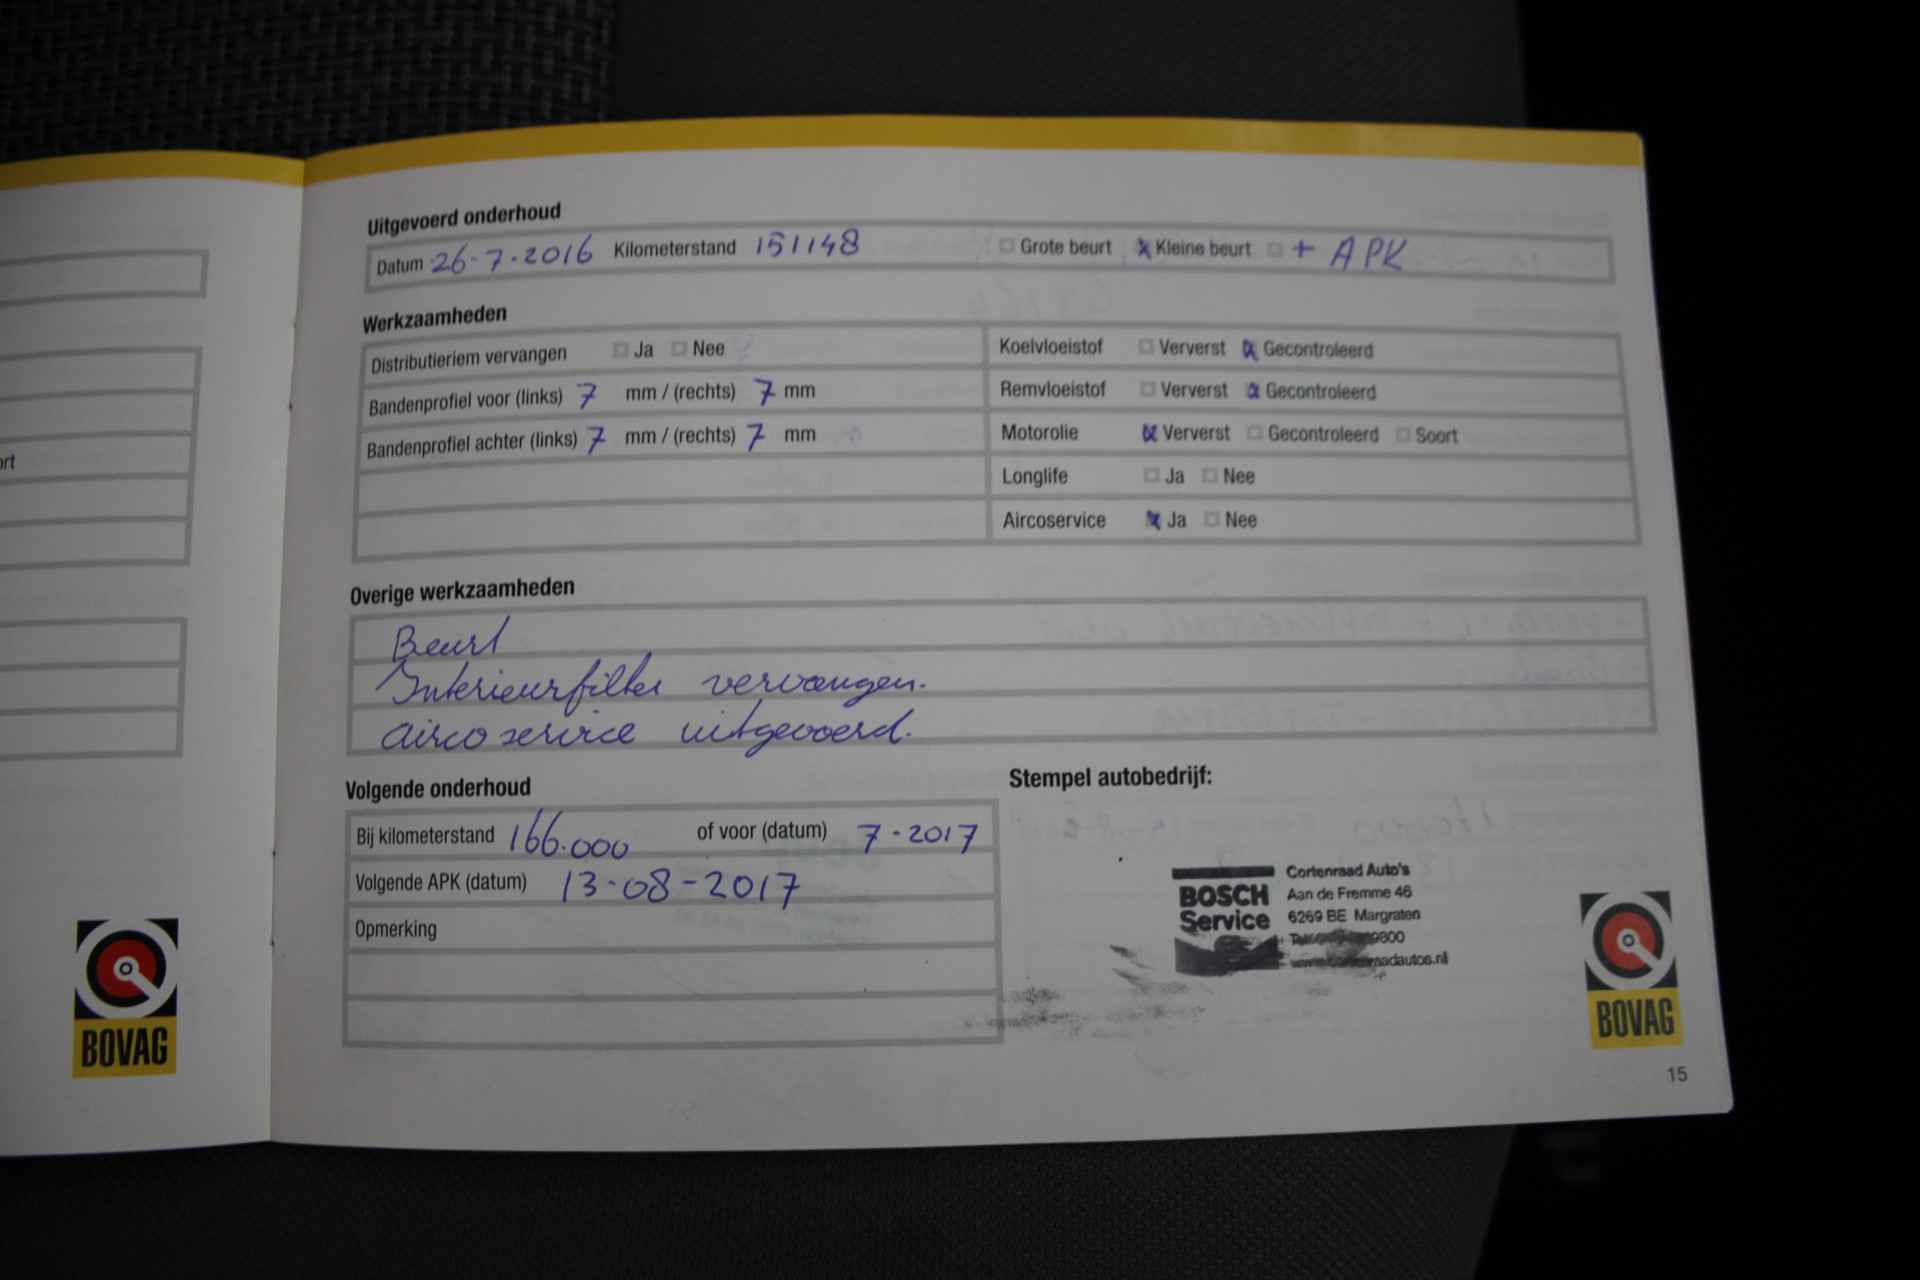 Uitgevoerd onderhoud
Datum 26-7-2016 Kilometerstand 151148 Grote beurt Kleine beurt + APK
Werkzaamheden
Distributieriem vervangen Ja Nee
Bandenprofiel voor (links) 7 mm / (rechts) 7 mm
Bandenprofiel achter (links) 7 mm / (rechts) 7 mm
Koelvloeistof Ververst Gecontroleerd
Remvloeistof Ververst Gecontroleerd
Motorolie Ververst Gecontroleerd Soort
Longlife Ja Nee
Aircoservice Ja Nee
Overige werkzaamheden
Beurt
Interieurfilter vervangen.
airco service uitgevoerd.
Volgende onderhoud
Bij kilometerstand 166.000 of voor (datum) 7-2017
Volgende APK (datum) 13-08-2017
Opmerking
Stempel autobedrijf:
BOSCH
Service
Cortenraad Auto's
Aan de Fremme 46
6269 BE Margraten
BOVAG
BOVAG
15